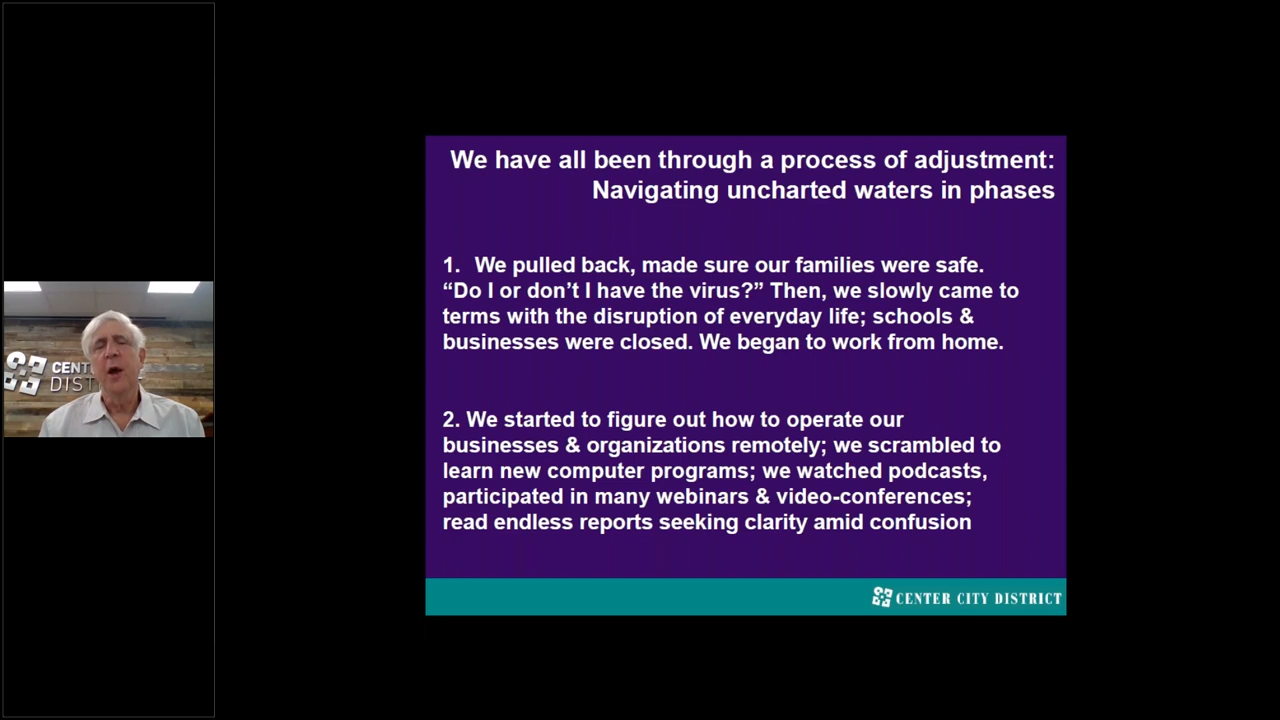 We have all been through a process of adjustment:
Navigating uncharted waters in phases
1. We pulled back, made sure our families were safe.
“Do I or don’t I have the virus?” Then, we slowly came to
terms with the disruption of everyday life; schools &
businesses were closed. We began to work from home.
2. We started to figure out how to operate our
businesses & organizations remotely; we scrambled to
learn new computer programs; we watched podcasts,
participated in many webinars & video-conferences;
read endless reports seeking clarity amid confusion
CENTER CITY DISTRICT
CENT
DIST